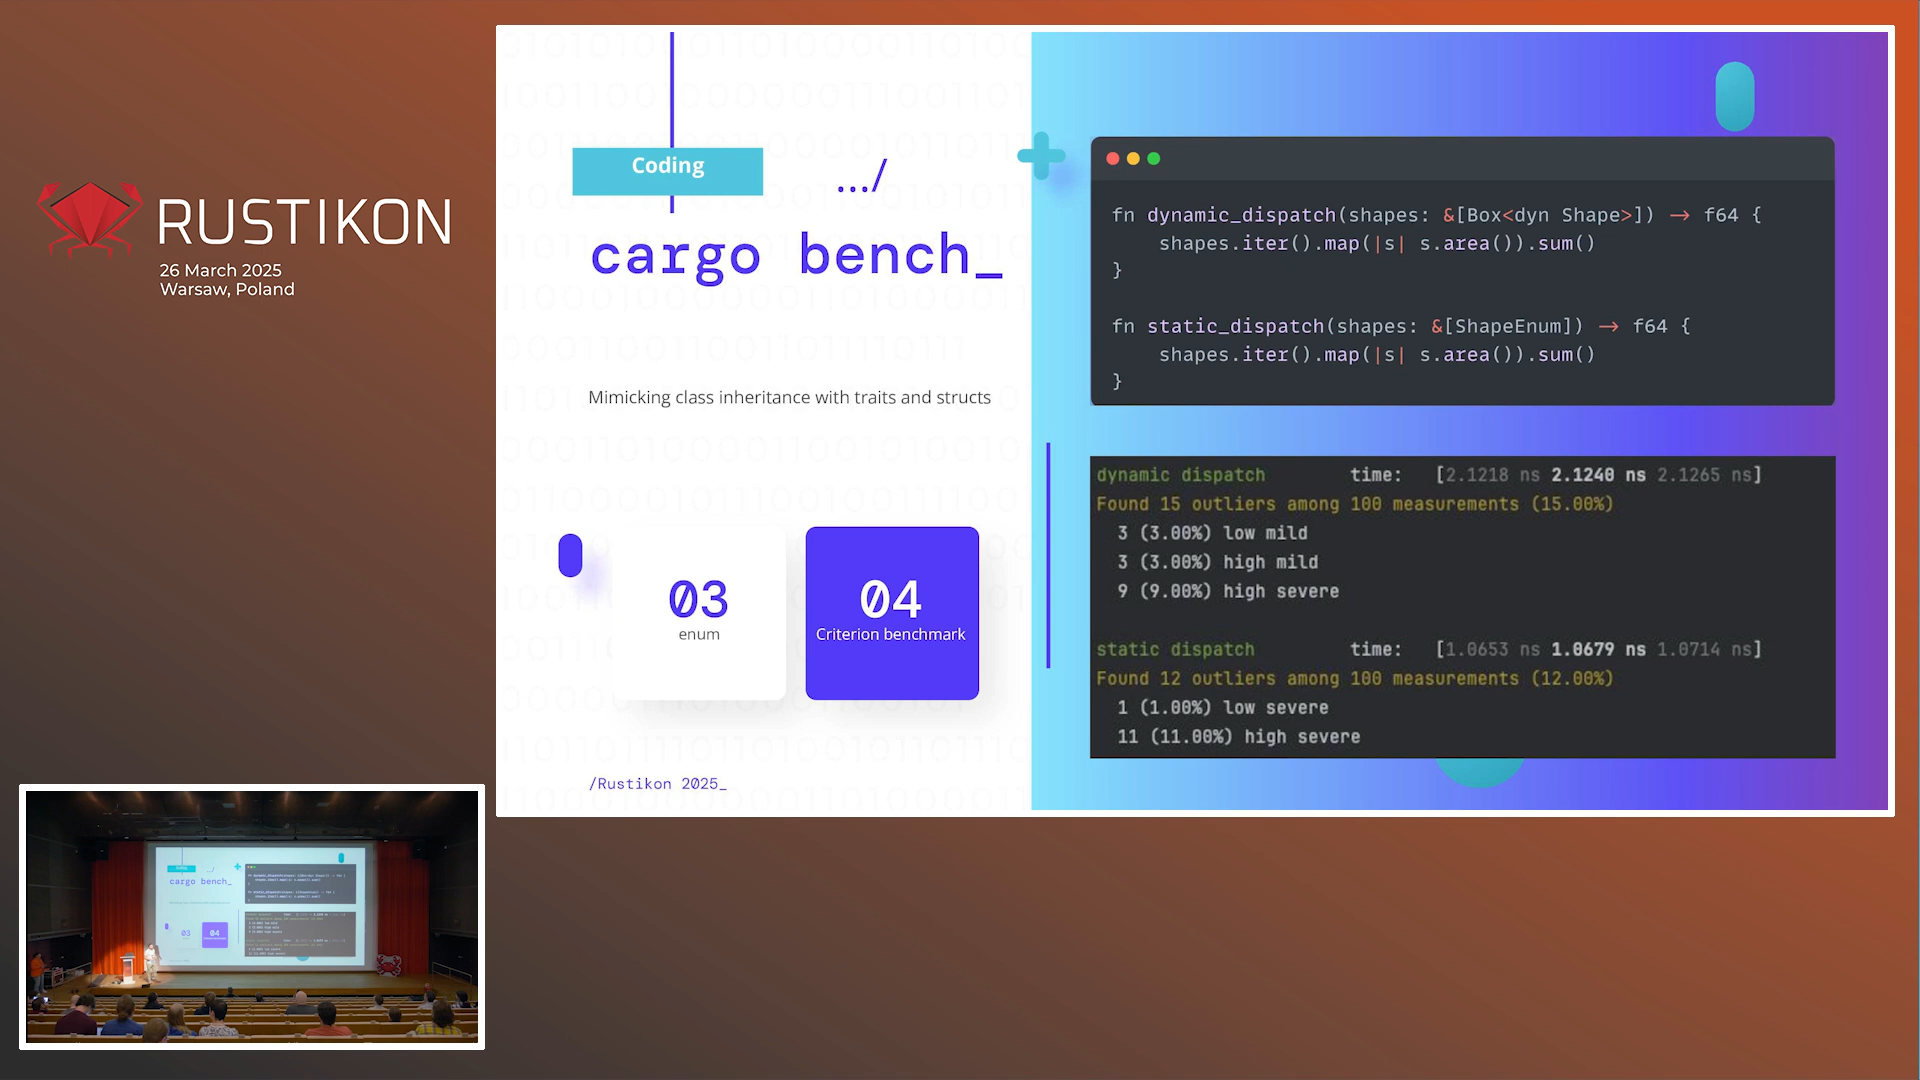 RUSTIKON
26 March 2025
Warsaw, Poland
Coding
.../
cargo bench_
Mimicking class inheritance with traits and structs
03
enum
04
Criterion benchmark
/Rustikon 2025_
fn dynamic_dispatch(shapes: &[Box<dyn Shape>]) → f64 {
    shapes.iter().map(|s| s.area()).sum()
}
fn static_dispatch(shapes: &[ShapeEnum]) → f64 {
    shapes.iter().map(|s| s.area()).sum()
}
dynamic dispatch        time:   [2.1218 ns 2.1240 ns 2.1265 ns]
Found 15 outliers among 100 measurements (15.00%)
  3 (3.00%) low mild
  3 (3.00%) high mild
  9 (9.00%) high severe
static dispatch         time:   [1.0653 ns 1.0679 ns 1.0714 ns]
Found 12 outliers among 100 measurements (12.00%)
  1 (1.00%) low severe
  11 (11.00%) high severe
cargo bench_
03
04